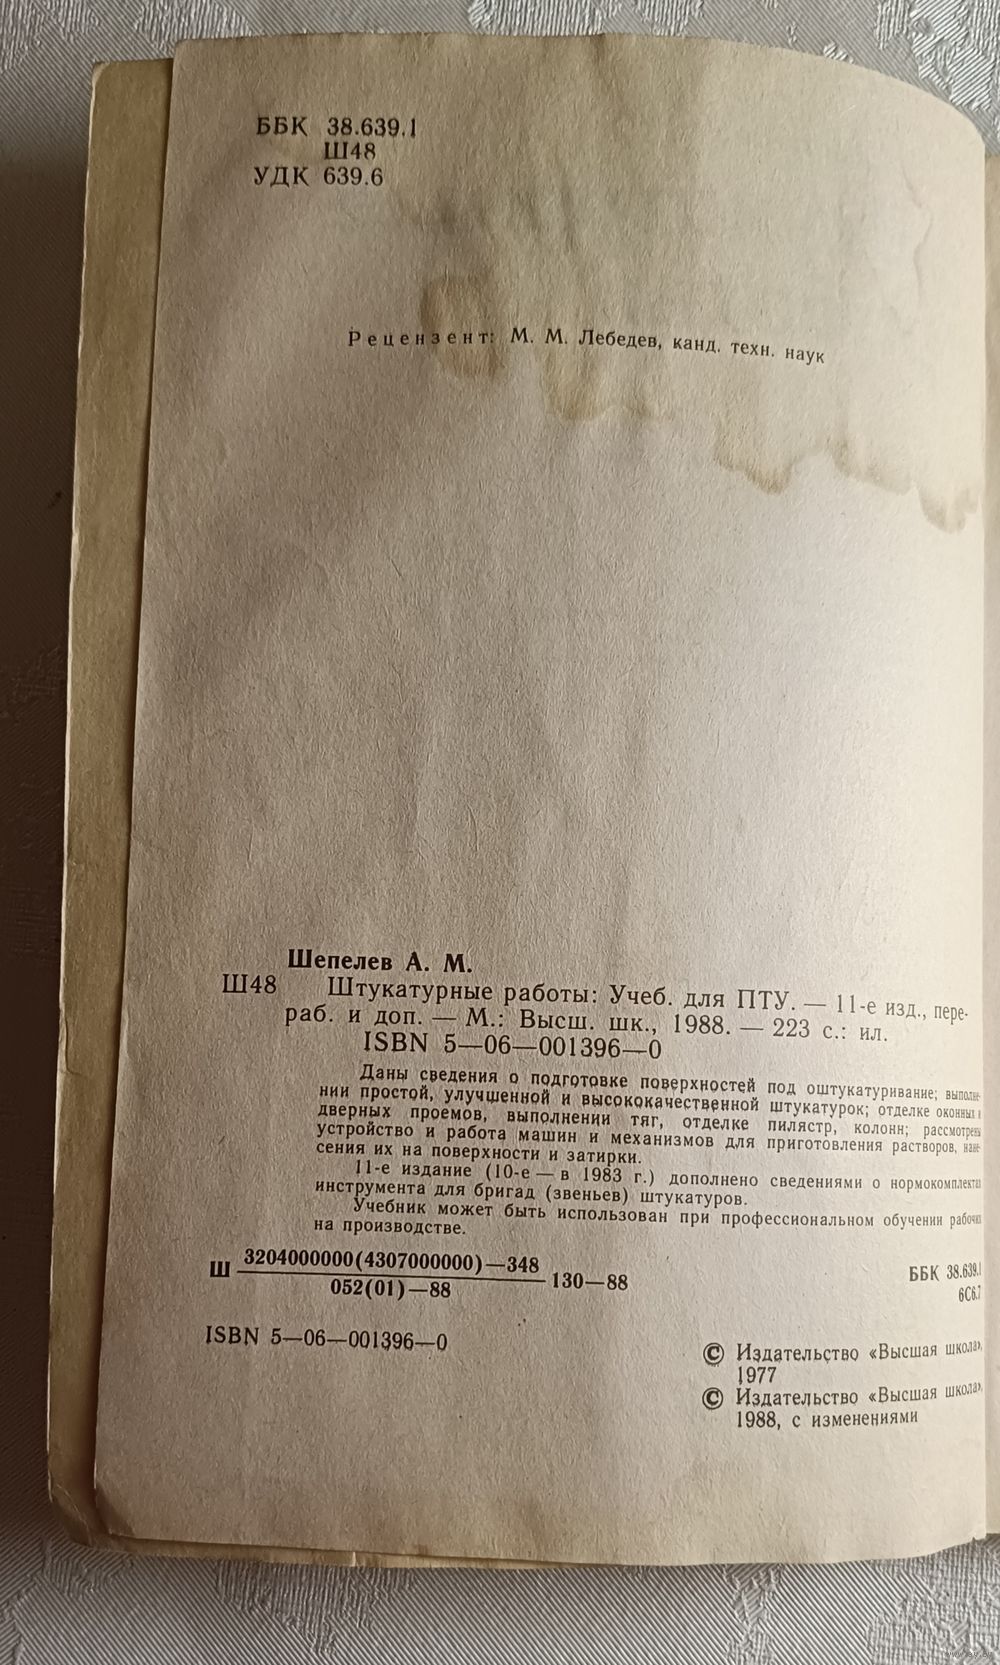 ББК 38.639.1
Ш48
УДК 639.6
Рецензент: М. М. Лебедев, канд. техн. наук
Шепелев А. М.
Ш48 Штукатурные работы: Учеб. для ПТУ. — 11-е изд., пере-
раб. и доп. — М.: Высш. шк., 1988. — 223 с.: ил.
ISBN 5—06—001396—0
Даны сведения о подготовке поверхностей под оштукатуривание; выполне-
нии простой, улучшенной и высококачественной штукатурок; отделке оконных и
дверных проемов, выполнении тяг, отделке пилястр, колонн; рассмотрены
устройство и работа машин и механизмов для приготовления растворов, нане-
сения их на поверхности и затирки.
11-е издание (10-е — в 1983 г.) дополнено сведениями о нормокомплектах
инструмента для бригад (звеньев) штукатуров.
Учебник может быть использован при профессиональном обучении рабочих
на производстве.
Ш 3204000000(4307000000)—348
052(01)—88 130—88
ББК 38.639.1
6С6.7
ISBN 5—06—001396—0
© Издательство «Высшая школа»,
1977
© Издательство «Высшая школа»,
1988, с изменениями